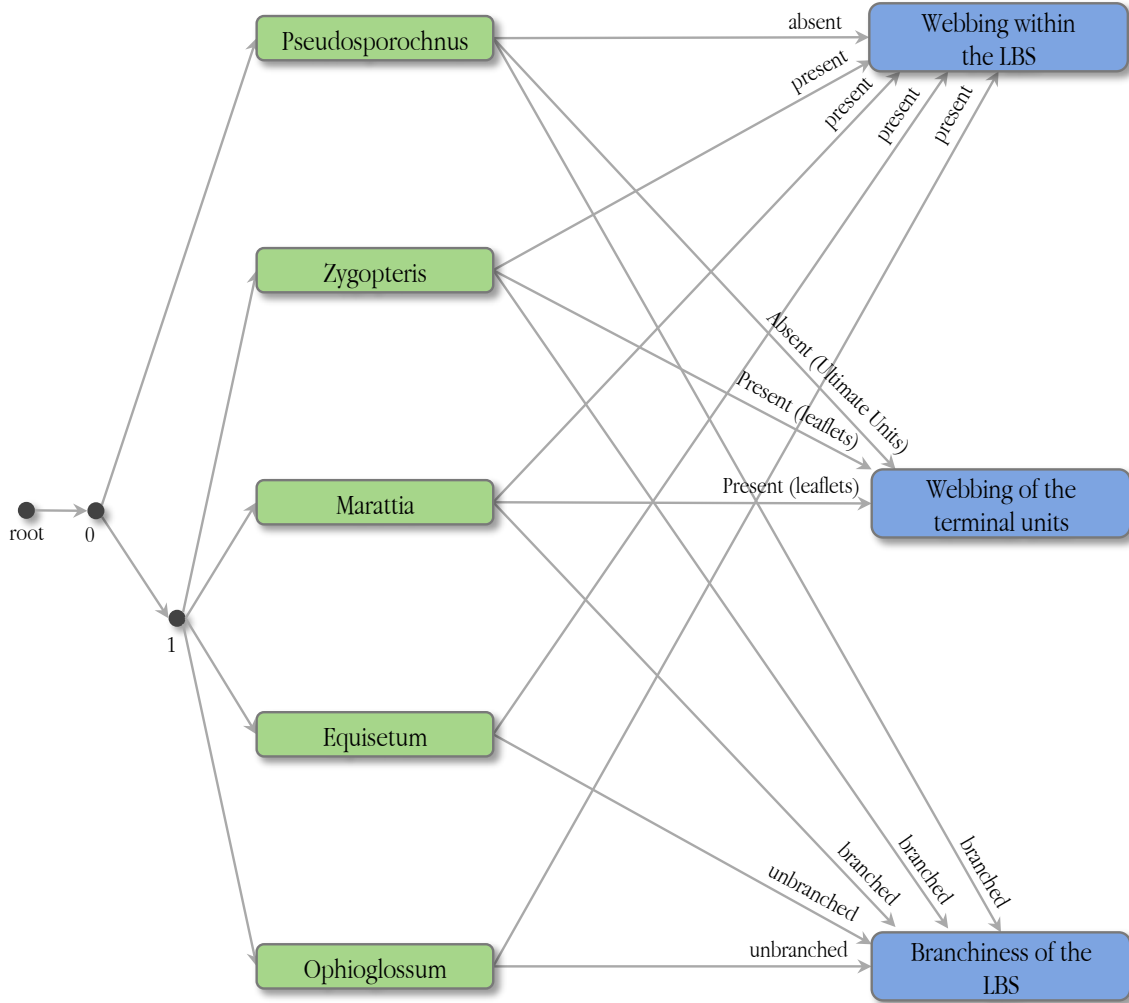 Pseudosporochnus
absent
Webbing within
the LBS
present
present
present
present
Zygopteris
Absent (Ultimate Units)
Present (leaflets)
Marattia
Present (leaflets)
Webbing of the
terminal units
root
0
1
Equisetum
unbranched
branched
branched
branched
Ophioglossum
unbranched
Branchiness of the
LBS